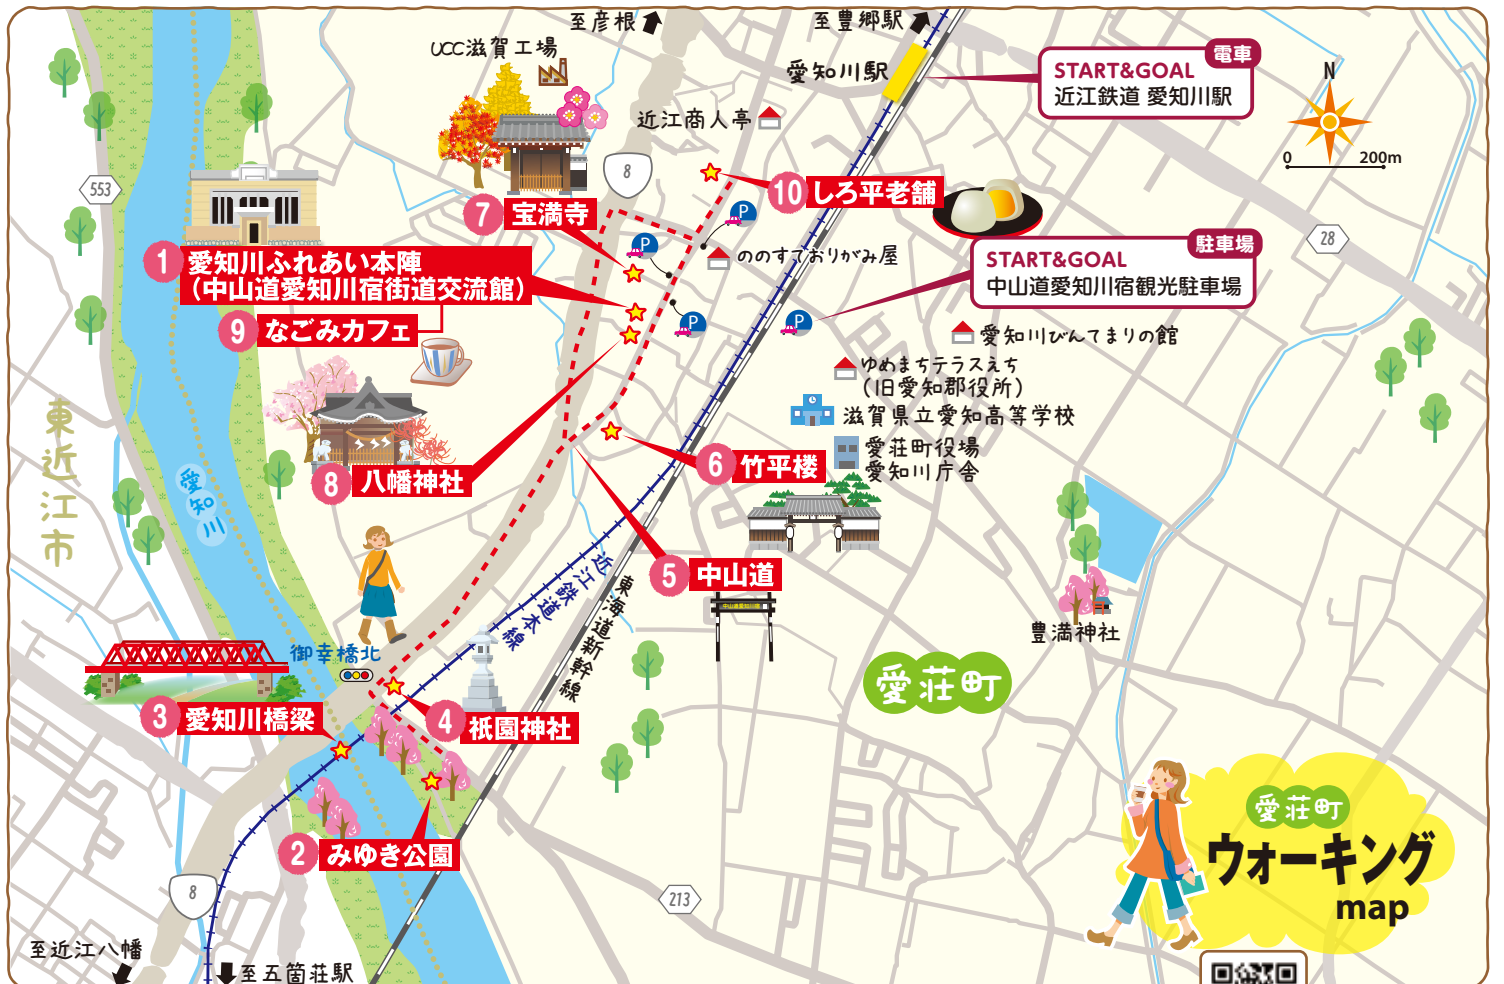 至彦根
至豊郷駅
UCC滋賀工場
愛知川駅
電車
START&GOAL
近江鉄道 愛知川駅
N
0 200m
近江商人亭
8
553
10 しろ平老舗
7 宝満寺
P
P
28
駐車場
START&GOAL
中山道愛知川宿観光駐車場
ののすておりがみ屋
1 愛知川ふれあい本陣
(中山道愛知川宿街道交流館)
9 なごみカフェ
P
P
愛知川びんてまりの館
ゆめまちテラスえち
(旧愛知郡役所)
滋賀県立愛知高等学校
愛荘町役場
愛知川庁舎
東近江市
愛知川
8 八幡神社
6 竹平楼
5 中山道
中山道愛知川宿
近江鉄道本線
東海道新幹線
豊満神社
御幸橋北
愛荘町
3 愛知川橋梁
4 祇園神社
2 みゆき公園
愛荘町
ウォーキング
map
8
213
至近江八幡
至五箇荘駅